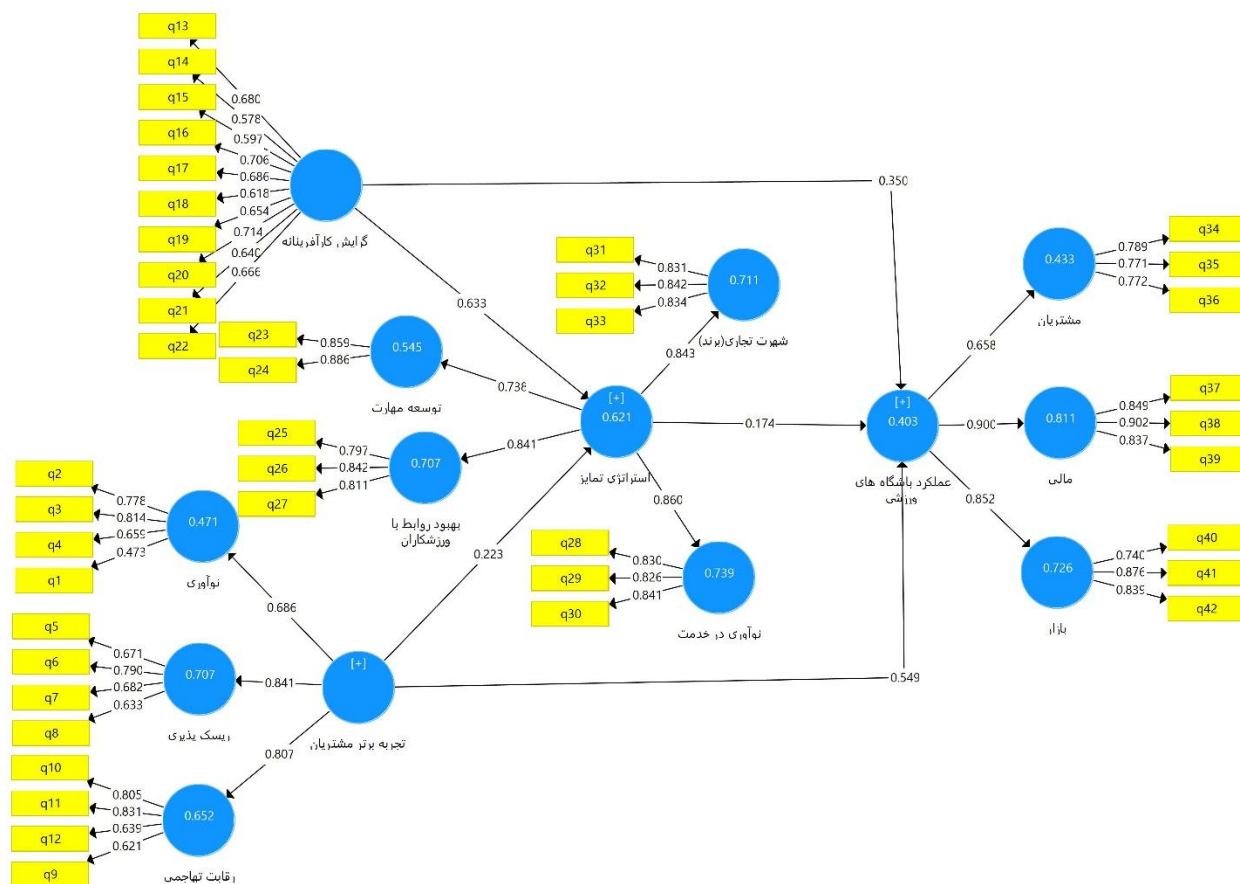 q13
q14
q15
q16
q17
q18
q19
q20
q21
q22
0.680
0.578
0.597
0.706
0.686
0.618
0.654
0.714
0.640
0.666
گرایش کارآفرینانه
0.350
0.633
q23
q24
0.859
0.886
0.545
توسعه مهارت
0.738
q25
q26
q27
0.797
0.842
0.811
0.707
بهبود روابط با
ورزشکاران
0.841
q31
q32
q33
0.831
0.842
0.834
0.711
شهرت تجاری(برند)
0.843
[+]
0.621
استراتژی تمایز
0.174
0.860
q28
q29
q30
0.830
0.826
0.841
0.739
نوآوری در خدمت
0.223
q2
q3
q4
q1
0.778
0.814
0.659
0.473
0.471
نوآوری
0.686
q5
q6
q7
q8
0.671
0.790
0.682
0.633
0.707
ریسک پذیری
0.841
q10
q11
q12
q9
0.805
0.831
0.639
0.621
0.652
رقابت تهاجمی
0.807
[+]
تجربه برتر مشتریان
0.549
[+]
0.403
عملکرد باشگاه های
ورزشی
0.658
0.900
0.852
0.433
مشتریان
0.789
0.771
0.772
q34
q35
q36
0.811
مالی
0.849
0.902
0.837
q37
q38
q39
0.726
بازار
0.740
0.876
0.839
q40
q41
q42